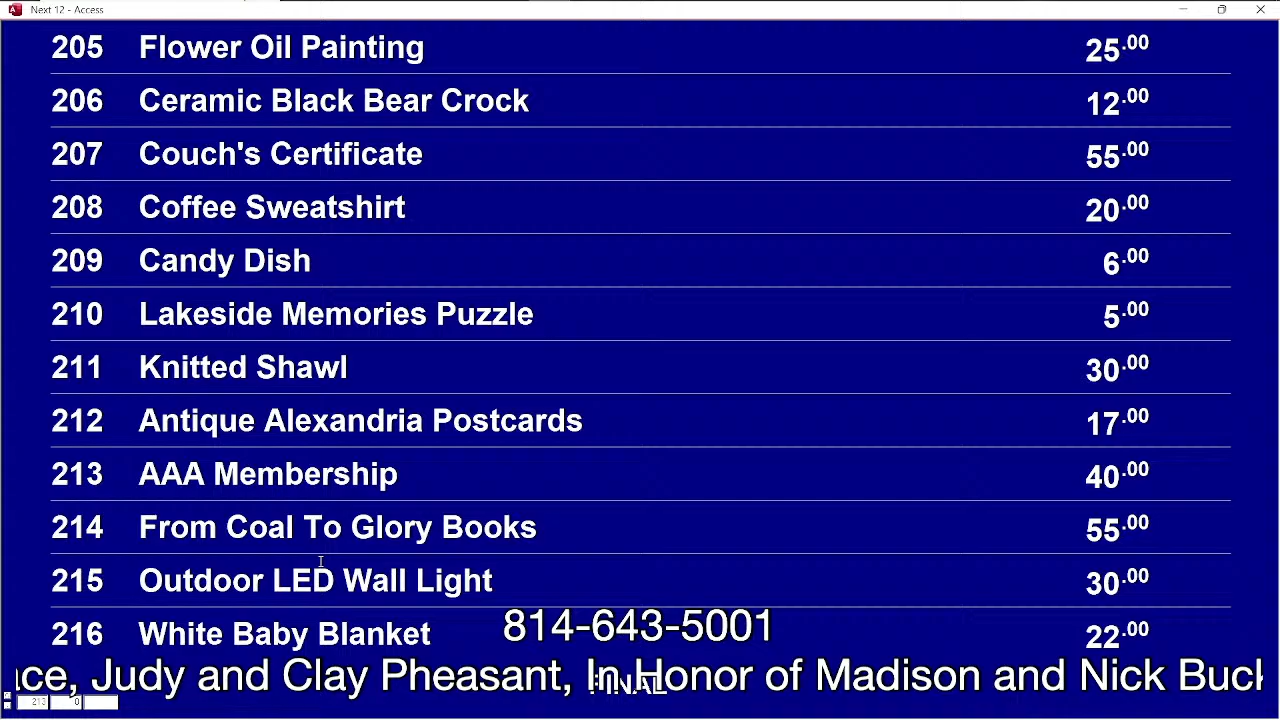 Next 12 - Access
205 Flower Oil Painting 25.00
206 Ceramic Black Bear Crock 12.00
207 Couch's Certificate 55.00
208 Coffee Sweatshirt 20.00
209 Candy Dish 6.00
210 Lakeside Memories Puzzle 5.00
211 Knitted Shawl 30.00
212 Antique Alexandria Postcards 17.00
213 AAA Membership 40.00
214 From Coal To Glory Books 55.00
215 Outdoor LED Wall Light 30.00
216 White Baby Blanket 22.00
814-643-5001
Judy and Clay Pheasant, In Honor of Madison and Nick
FINAL
213 0